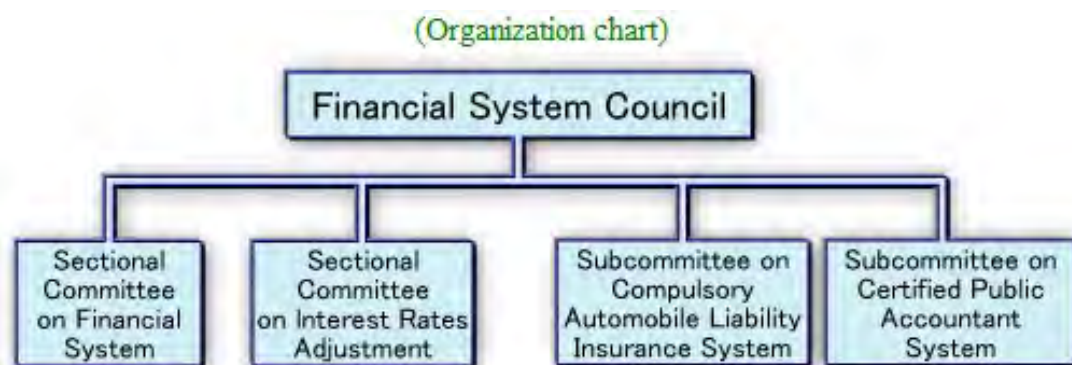 (Organization chart)
Financial System Council
Sectional
Committee
on Financial
System
Sectional
Committee
on Interest Rates
Adjustment
Subcommittee on
Compulsory
Automobile Liability
Insurance System
Subcommittee on
Certified Public
Accountant
System